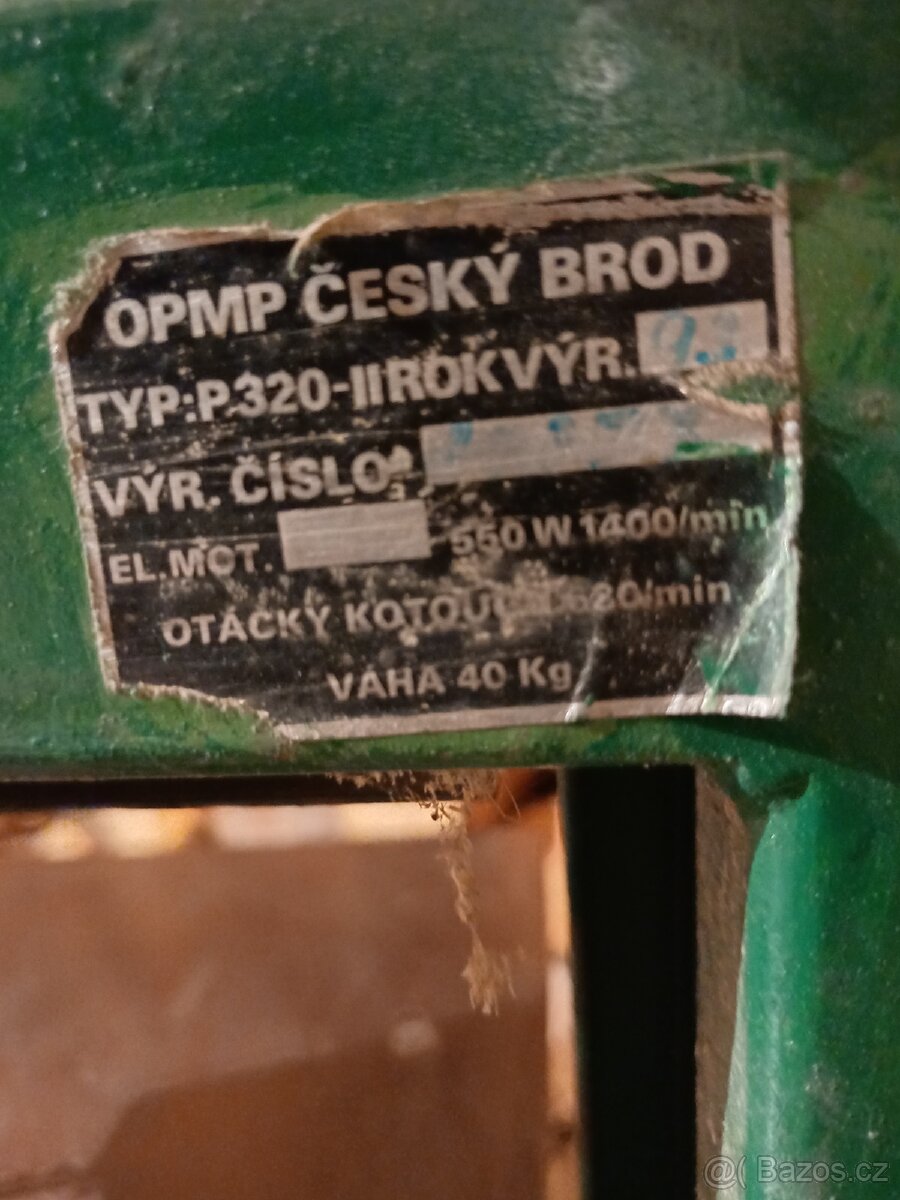 OPMP ČESKÝ BROD
TYP:P320-II ROK VÝR.
VÝR. ČÍSLO
EL.MOT. 550 W 1400/min
OTÁČKY
VÁHA 40 Kg
@( Bazos.cz